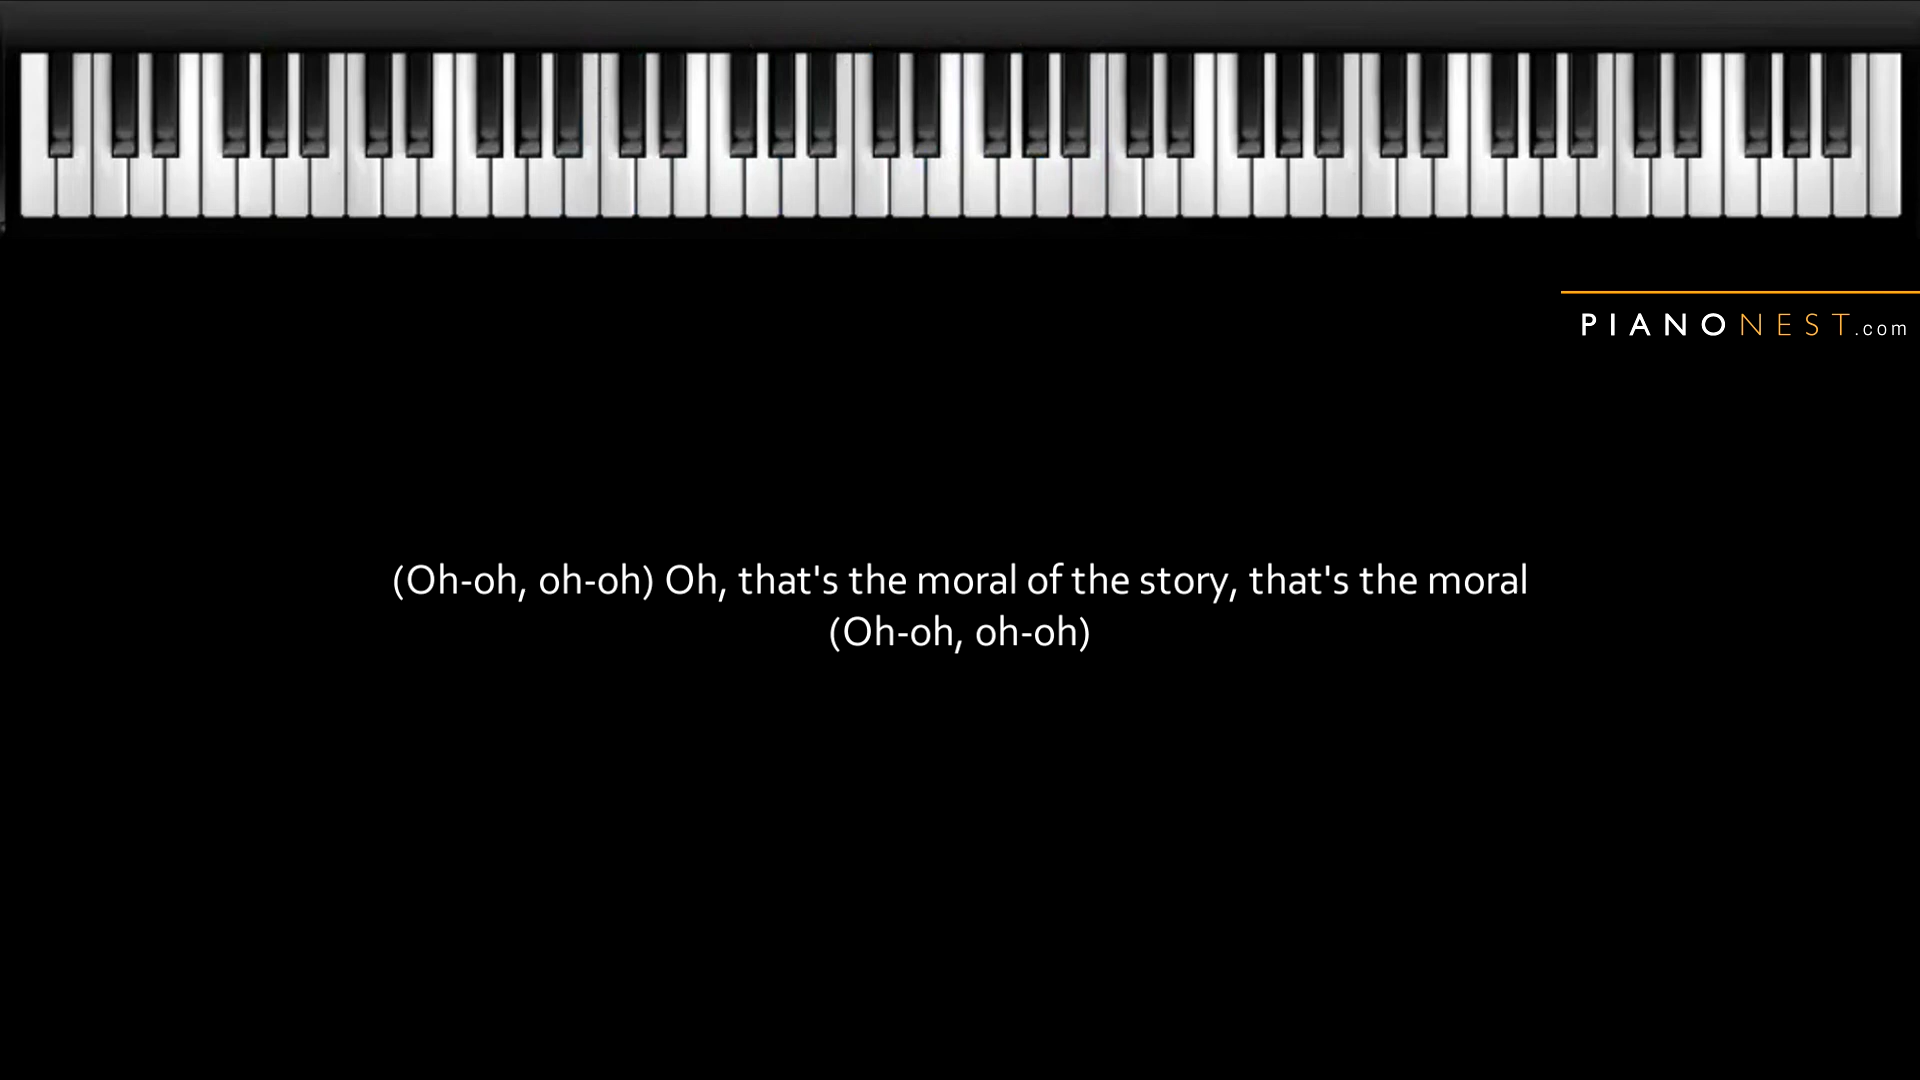 PIANONEST.com
(Oh-oh, oh-oh) Oh, that's the moral of the story, that's the moral
(Oh-oh, oh-oh)